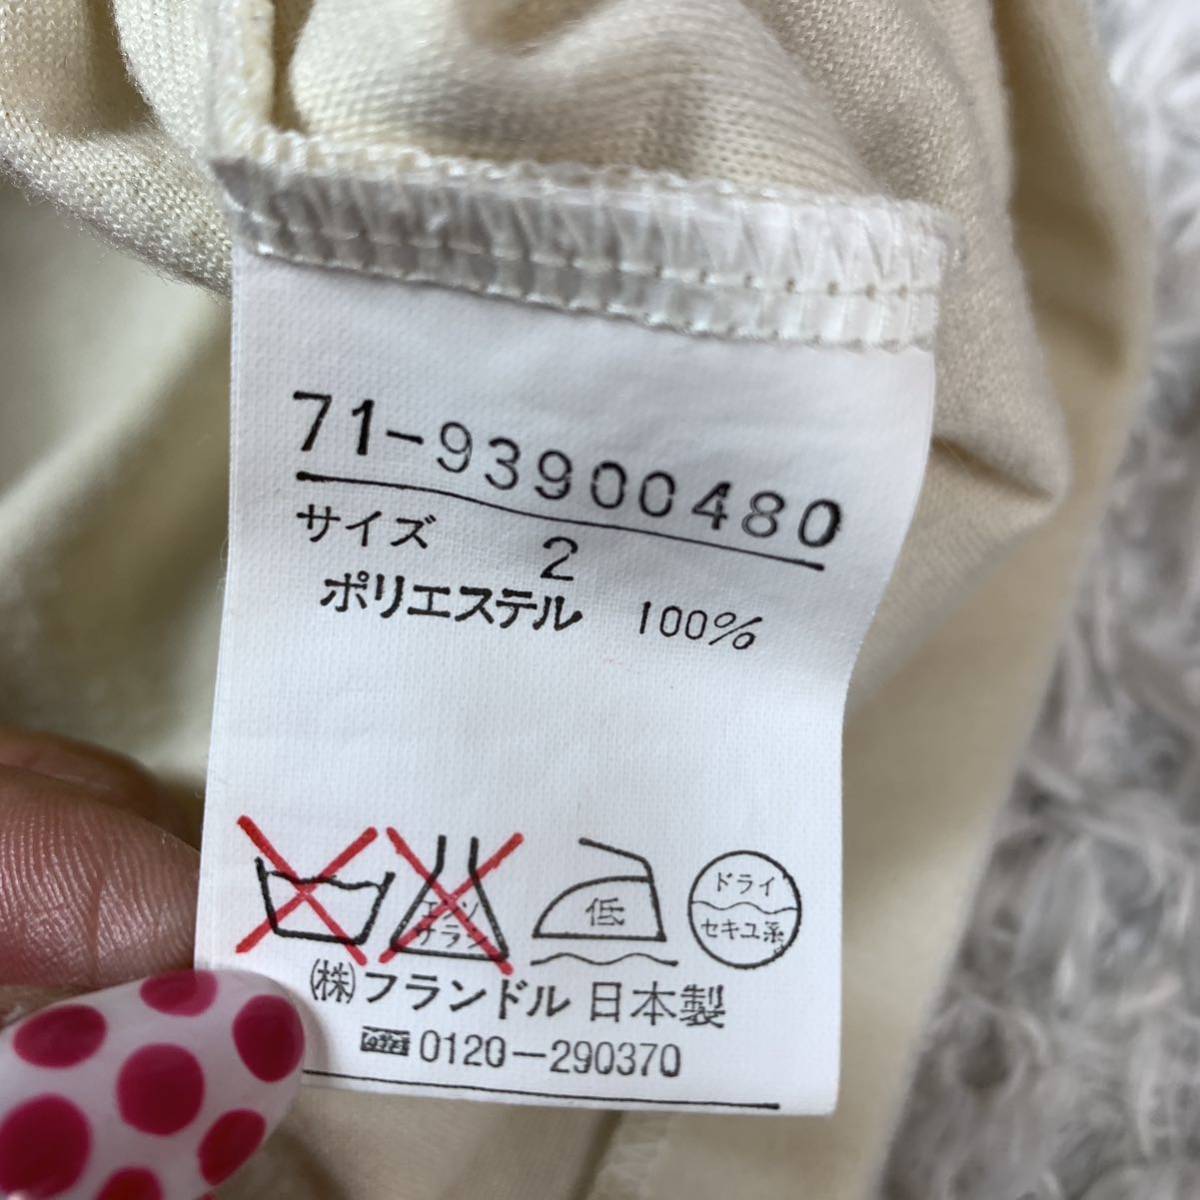 71-93900480
サイズ 2
ポリエステル 100%
エンソ
サラシ
低
ドライ
セキユ系
㈱フランドル 日本製
0120-290370